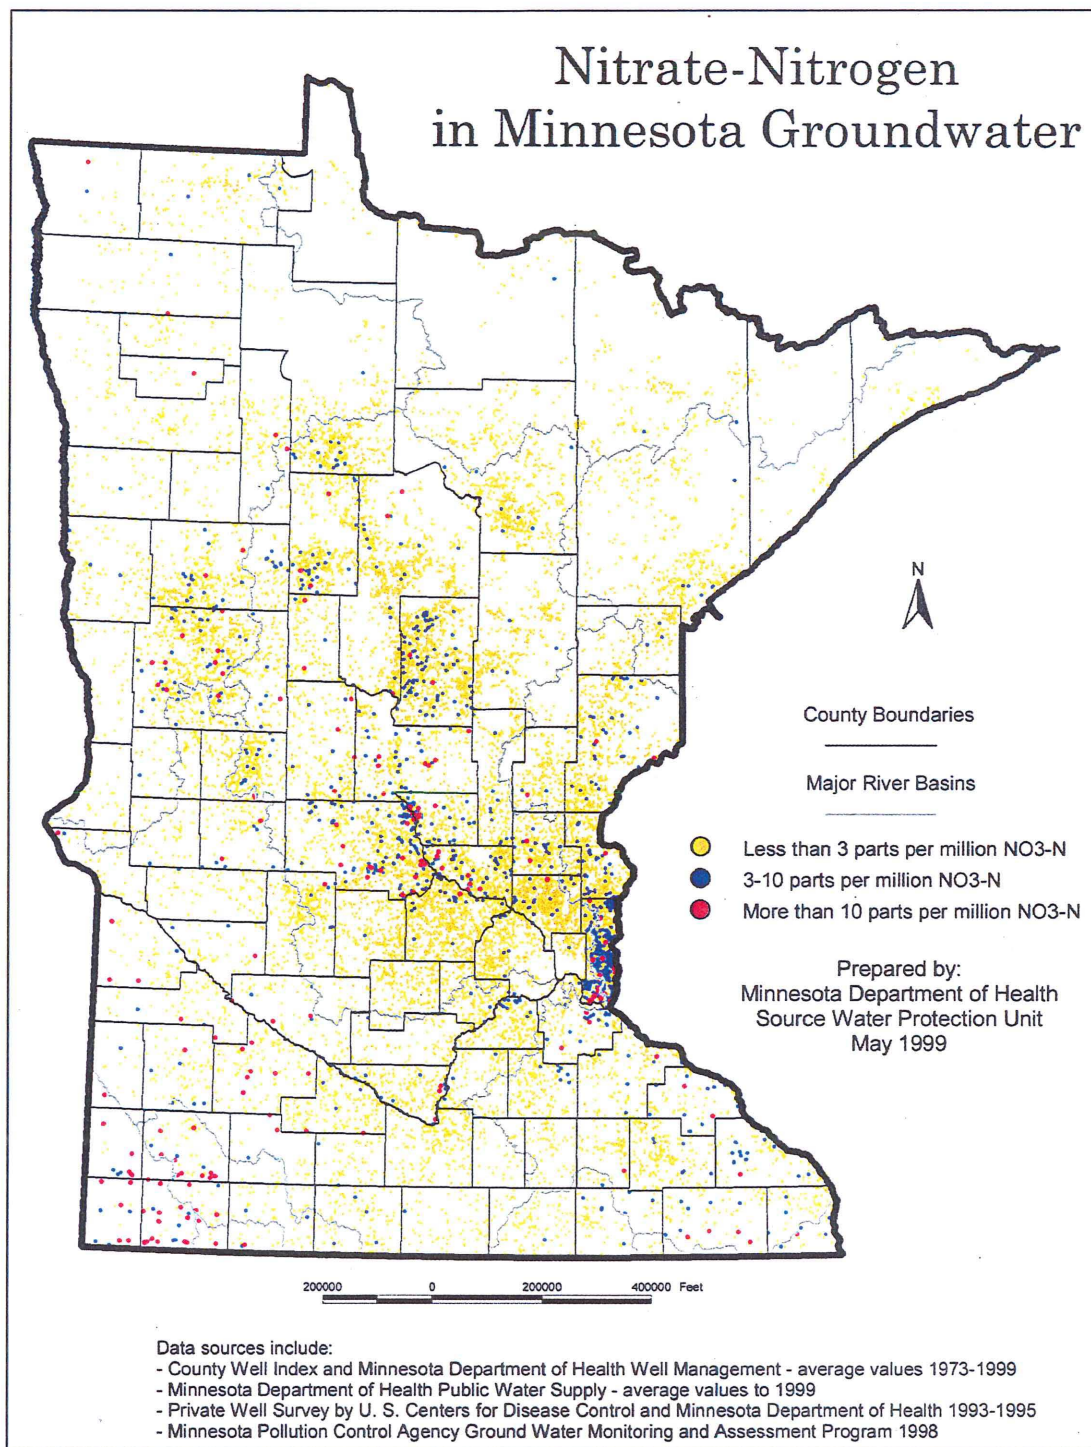 Nitrate-Nitrogen
in Minnesota Groundwater
N
County Boundaries
Major River Basins
Less than 3 parts per million NO3-N
3-10 parts per million NO3-N
More than 10 parts per million NO3-N
Prepared by:
Minnesota Department of Health
Source Water Protection Unit
May 1999
200000 0 200000 400000 Feet
Data sources include:
- County Well Index and Minnesota Department of Health Well Management - average values 1973-1999
- Minnesota Department of Health Public Water Supply - average values to 1999
- Private Well Survey by U. S. Centers for Disease Control and Minnesota Department of Health 1993-1995
- Minnesota Pollution Control Agency Ground Water Monitoring and Assessment Program 1998